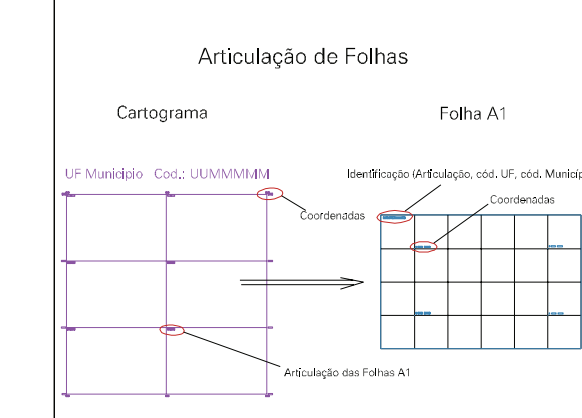 Articulação de Folhas
Cartograma
Folha A1
UF Municipio Cod.: UUMMMMM
Identificação (Articulação, cód. UF, cód. Municíp
Coordenadas
Coordenadas
Articulação das Folhas A1